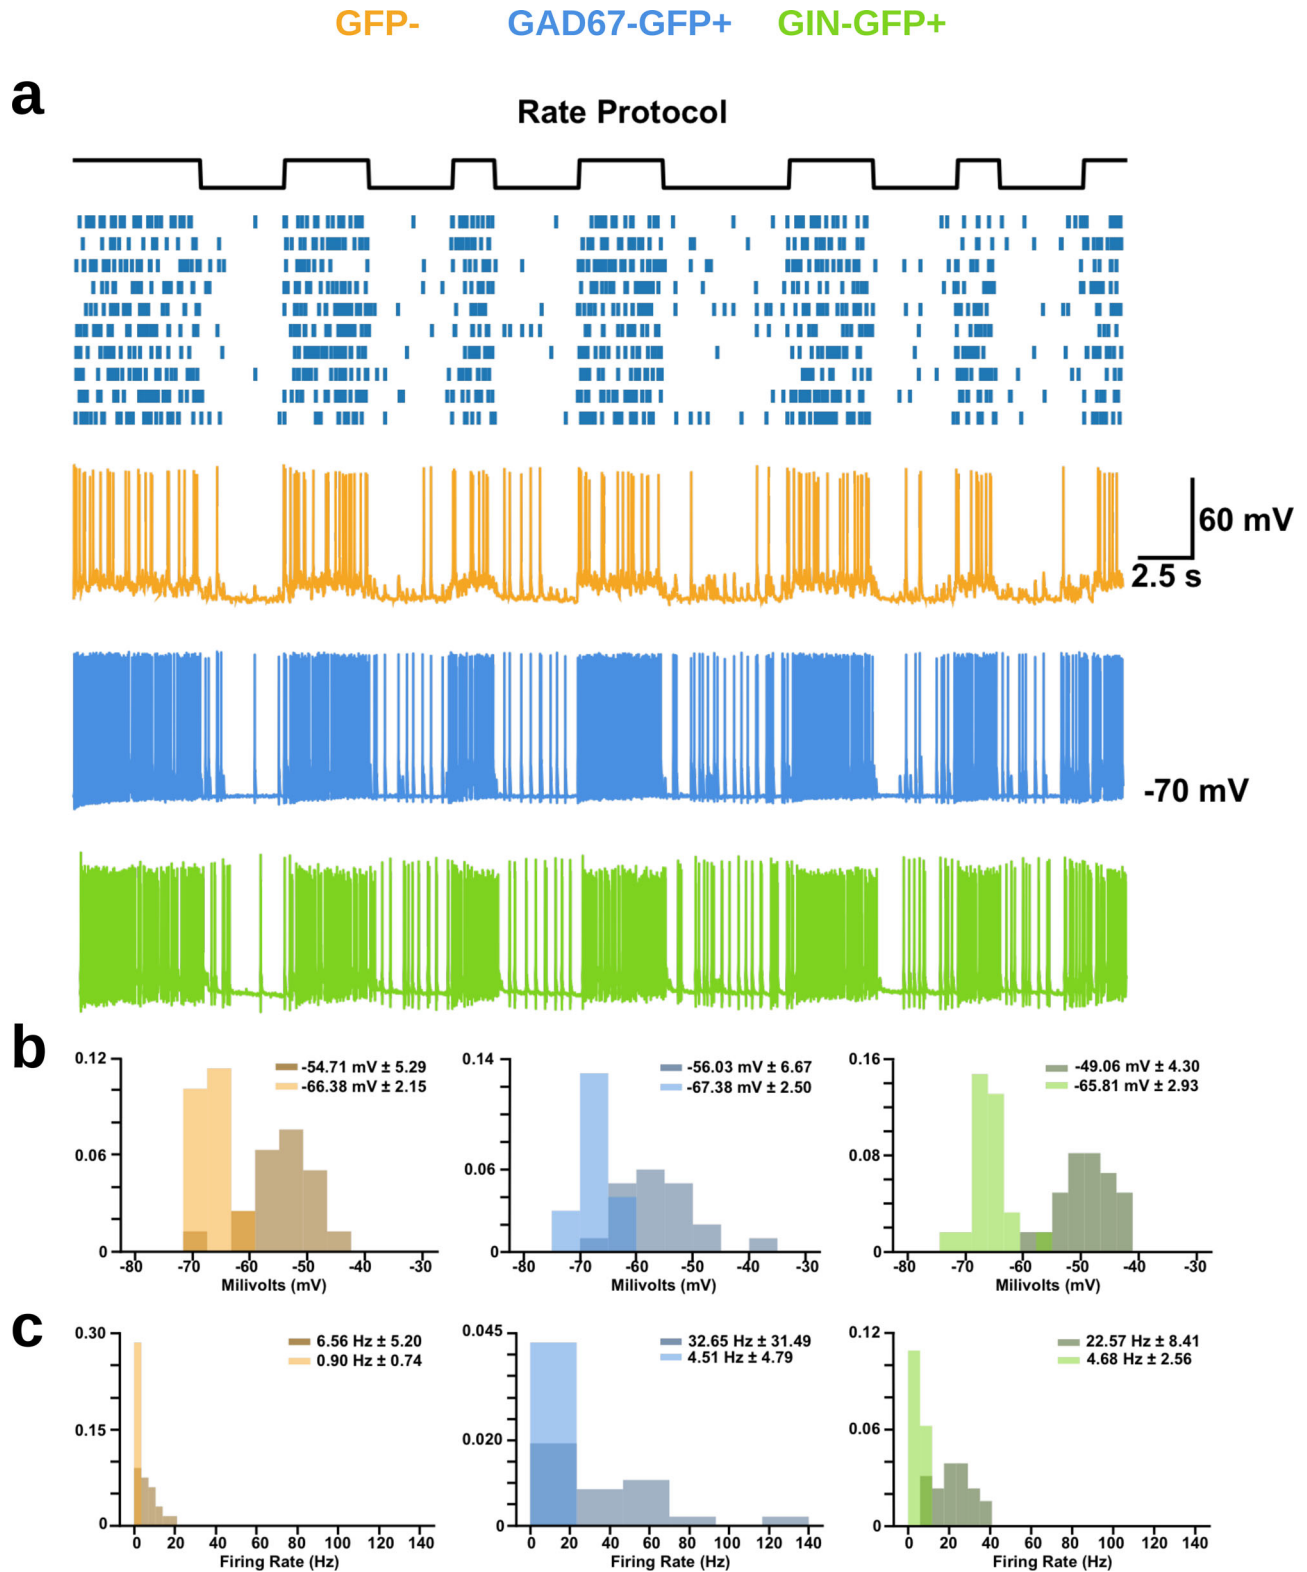 GFP- GAD67-GFP+ GIN-GFP+
a
Rate Protocol
60 mV
2.5 s
-70 mV
b
0.12
0.06
0
-54.71 mV ± 5.29
-66.38 mV ± 2.15
-80 -70 -60 -50 -40 -30
Milivolts (mV)
0.14
0.06
0
-56.03 mV ± 6.67
-67.38 mV ± 2.50
-80 -70 -60 -50 -40 -30
Milivolts (mV)
0.16
0.08
0
-49.06 mV ± 4.30
-65.81 mV ± 2.93
-80 -70 -60 -50 -40 -30
Milivolts (mV)
c
0.30
0.15
0
6.56 Hz ± 5.20
0.90 Hz ± 0.74
0 20 40 60 80 100 120 140
Firing Rate (Hz)
0.045
0.020
0
32.65 Hz ± 31.49
4.51 Hz ± 4.79
0 20 40 60 80 100 120 140
Firing Rate (Hz)
0.12
0.06
0
22.57 Hz ± 8.41
4.68 Hz ± 2.56
0 20 40 60 80 100 120 140
Firing Rate (Hz)